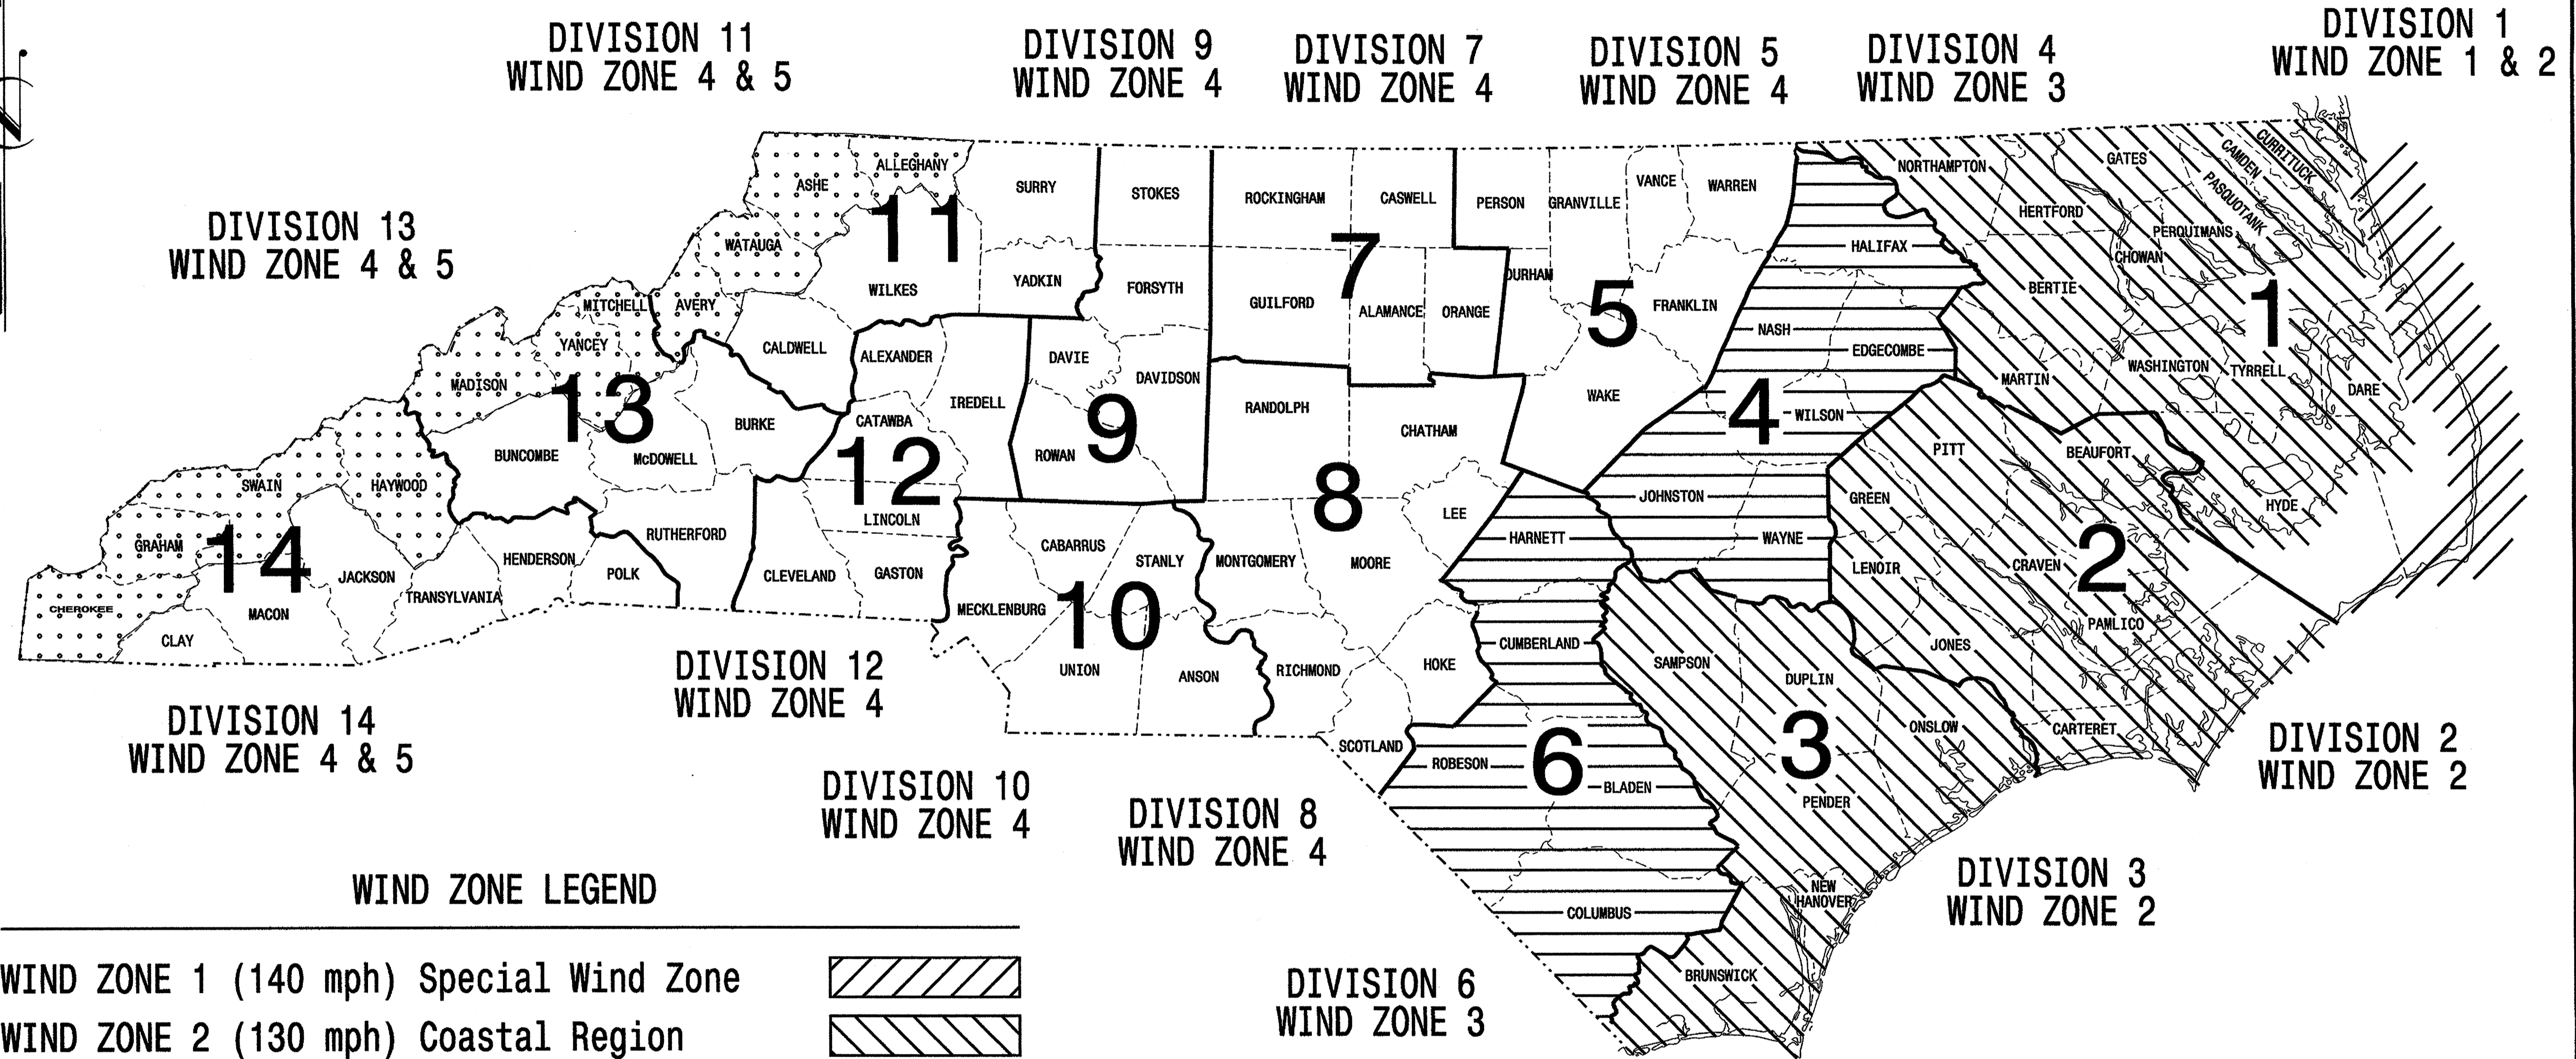 DIVISION 11
WIND ZONE 4 & 5
DIVISION 9
WIND ZONE 4
DIVISION 7
WIND ZONE 4
DIVISION 5
WIND ZONE 4
DIVISION 4
WIND ZONE 3
DIVISION 1
WIND ZONE 1 & 2
DIVISION 13
WIND ZONE 4 & 5
ASHE
ALLEGHANY
WATAUGA
11
WILKES
MITCHELL
AVERY
CALDWELL
SURRY
YADKIN
STOKES
FORSYTH
ROCKINGHAM
CASWELL
7
GUILFORD
ALAMANCE
ORANGE
PERSON
GRANVILLE
VANCE
WARREN
DURHAM
5
FRANKLIN
WAKE
NORTHAMPTON
GATES
CAMDEN
CURRITUCK
PASQUOTANK
HERTFORD
PERQUIMANS
CHOWAN
BERTIE
1
MARTIN
WASHINGTON
TYRRELL
DARE
HYDE
HALIFAX
NASH
EDGECOMBE
4
WILSON
JOHNSTON
WAYNE
YANCEY
MADISON
13
BUNCOMBE
McDOWELL
BURKE
RUTHERFORD
ALEXANDER
IREDELL
CATAWBA
12
LINCOLN
CLEVELAND
GASTON
DAVIE
DAVIDSON
9
ROWAN
RANDOLPH
CHATHAM
8
LEE
MONTGOMERY
MOORE
RICHMOND
HOKE
SCOTLAND
SWAIN
HAYWOOD
GRAHAM
14
JACKSON
CHEROKEE
MACON
CLAY
TRANSYLVANIA
HENDERSON
POLK
CABARRUS
STANLY
MECKLENBURG
10
UNION
ANSON
HARNETT
CUMBERLAND
ROBESON
6
BLADEN
COLUMBUS
PITT
BEAUFORT
GREEN
LENOIR
CRAVEN
2
PAMLICO
JONES
CARTERET
SAMPSON
DUPLIN
3
ONSLOW
PENDER
NEW
HANOVER
BRUNSWICK
DIVISION 14
WIND ZONE 4 & 5
DIVISION 12
WIND ZONE 4
DIVISION 10
WIND ZONE 4
DIVISION 8
WIND ZONE 4
DIVISION 6
WIND ZONE 3
DIVISION 3
WIND ZONE 2
DIVISION 2
WIND ZONE 2
WIND ZONE LEGEND
WIND ZONE 1 (140 mph) Special Wind Zone
WIND ZONE 2 (130 mph) Coastal Region